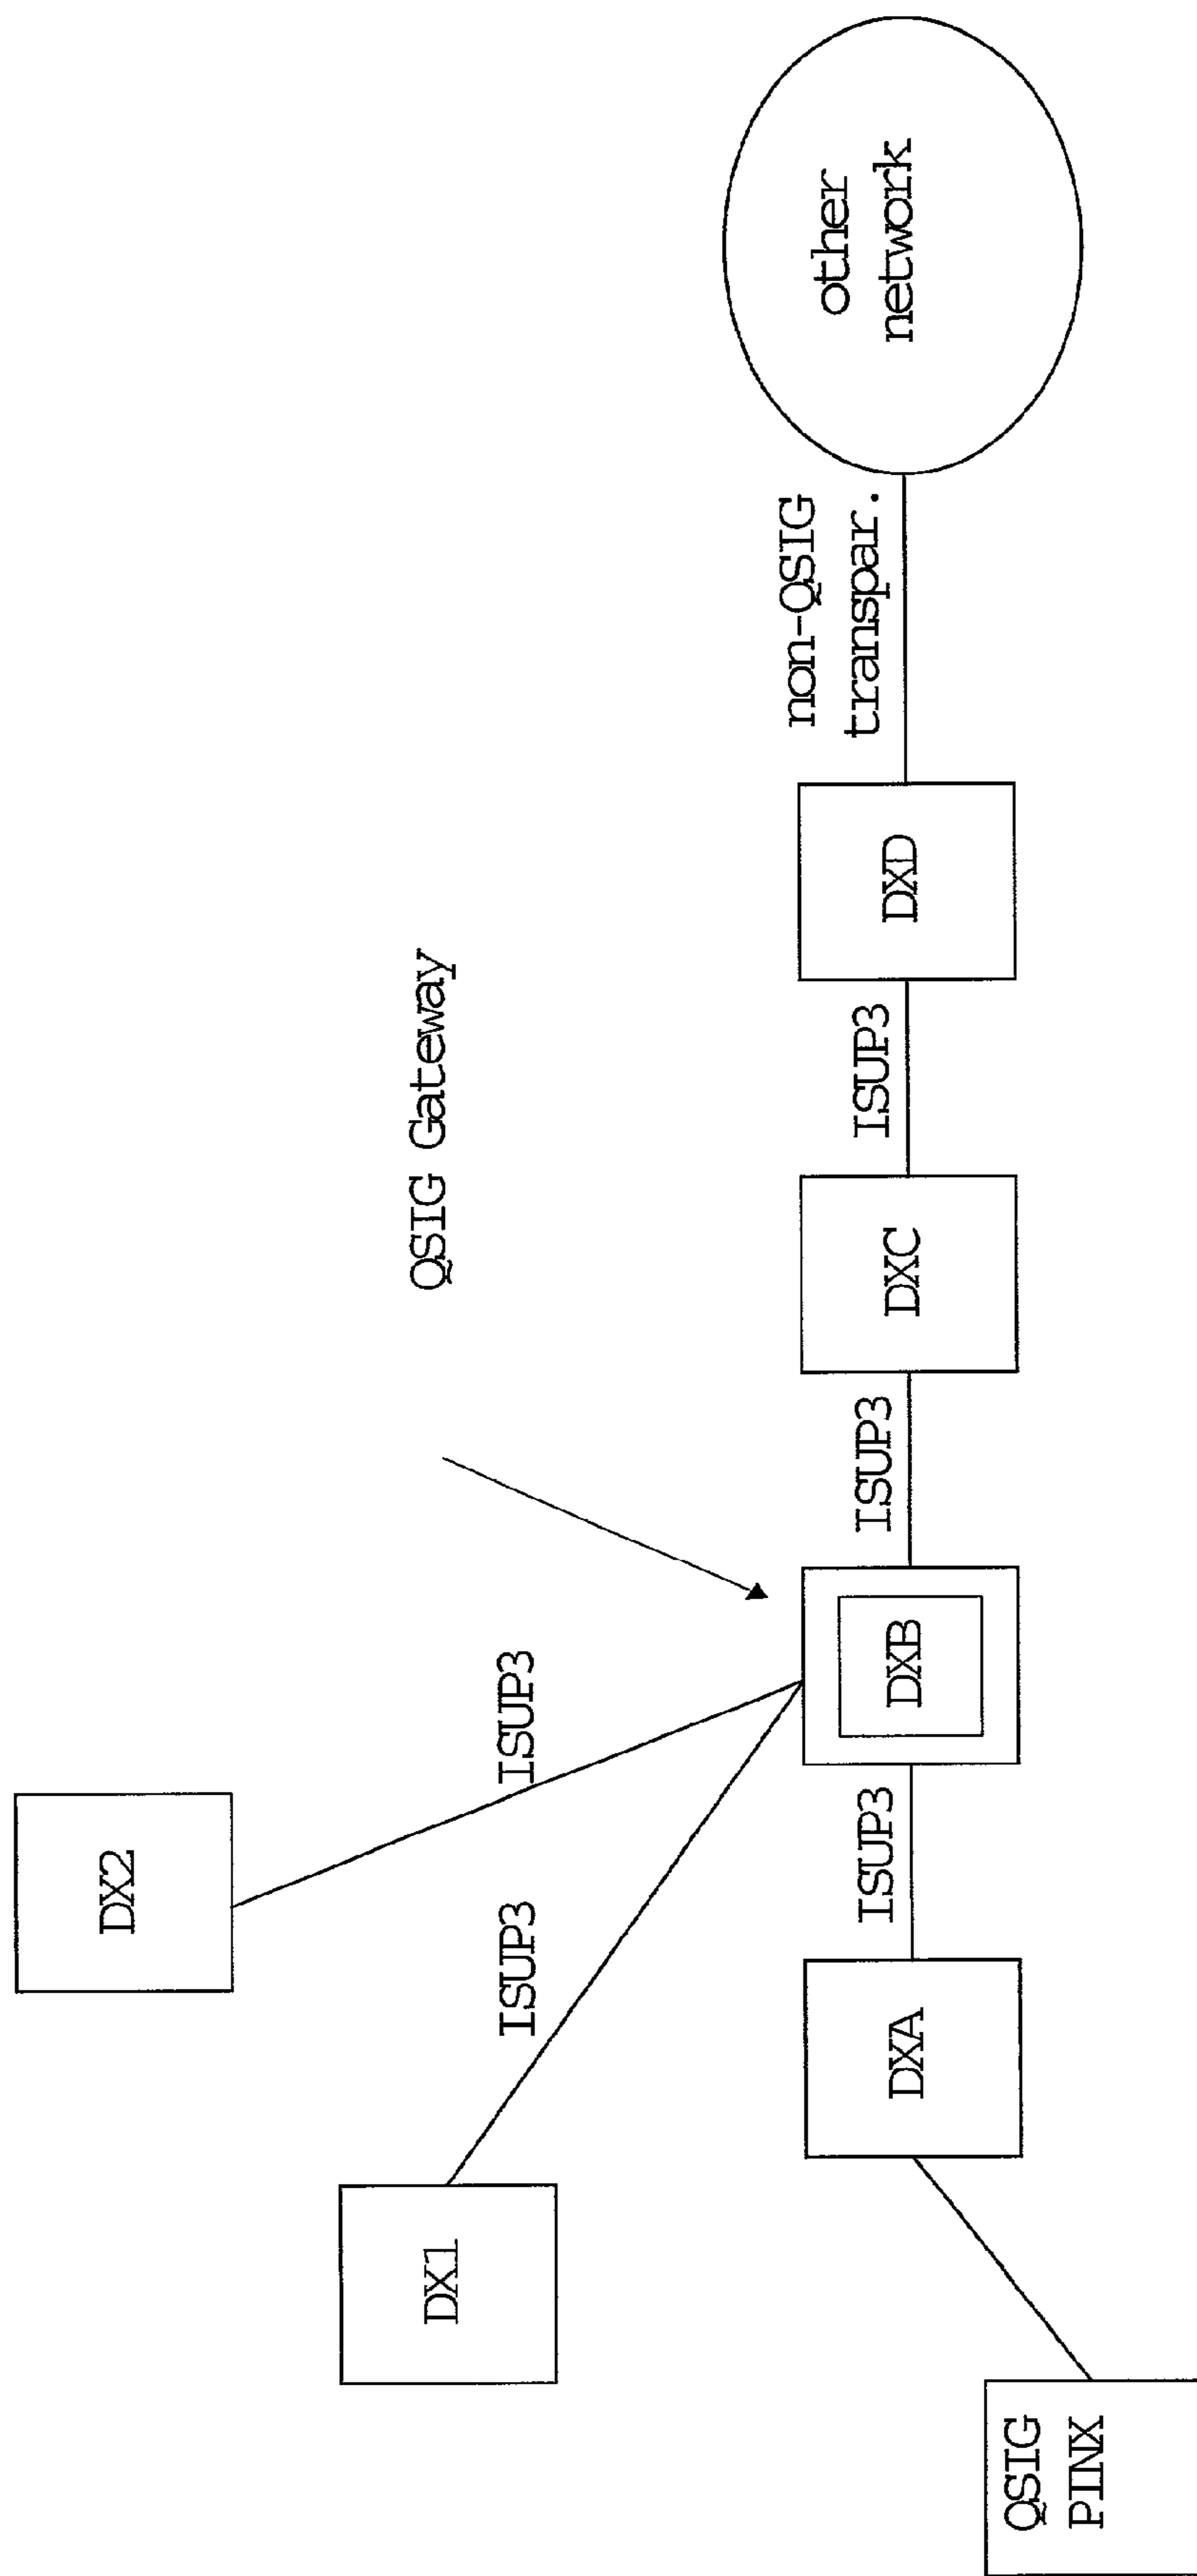 DX2
DX1
ISUP3
ISUP3
QSIG Gateway
QSIG
PINX
DXA
ISUP3
DXB
ISUP3
DXC
ISUP3
DXD
non-QSIG
transpar.
other
network